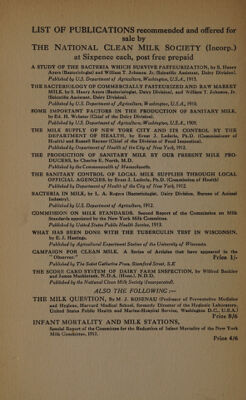 LIST OF PUBLICATIONS recommended and offered for
sale by
THE NATIONAL CLEAN MILK SOCIETY (Incorp.)
at Sixpence each, post free prepaid
A STUDY OF THE BACTERIA WHICH SURVIVE PASTEURIZATION, by S. Henry
Ayers (Bacteriologist) and William T. Johnson, Jr. (Scientific Assistant, Dairy Division).
Published by U.S. Department of Agriculture, Washington, U.S.A., 1913.
THE BACTERIOLOGY OF COMMERCIALLY PASTEURIZED AND RAW MARKET
MILK, by S. Henry Ayers (Bacteriologist, Dairy Division), and William T. Johnson, Jr.
(Scientific Assistant, Dairy Division).
Published by U.S. Department of Agriculture, Washington, U.S.A., 1910.
SOME IMPORTANT FACTORS IN THE PRODUCTION OF SANITARY MILK,
by Ed. H. Webster (Chief of the Dairy Division).
Published by U.S. Department of Agriculture, Washington, U.S.A., 1909.
THE MILK SUPPLY OF NEW YORK CITY AND ITS CONTROL BY THE
DEPARTMENT OF HEALTH, by Ernst J. Lederle, Ph.D. (Commissioner of
Health) and Russell Raynor (Chief of the Division of Food Inspection).
Published by Department of Health of the City of New York, 1912.
THE PRODUCTION OF SANITARY MILK BY OUR PRESENT MILK PRO-
DUCERS, by Charles E. North, M.D.
Published by the Commonwealth of Massachusetts.
THE SANITARY CONTROL OF LOCAL MILK SUPPLIES THROUGH LOCAL
OFFICIAL AGENCIES, by Ernst J. Lederle, Ph.D. (Commissioner of Health)
Published by Department of Health of the City of New York, 1912.
BACTERIA IN MILK, by L. A. Rogers (Bacteriologist, Dairy Division, Bureau of Animal
Industry).
Published by U.S. Department of Agriculture, 1912.
COMMISSION ON MILK STANDARDS. Second Report of the Commission on Milk
Standards appointed by the New York Milk Committee.
Published by United States Public Health Service, 1913.
WHAT HAS BEEN DONE WITH THE TUBERCULIN TEST IN WISCONSIN,
by E. G. Hastings.
Published by Agricultural Experiment Station of the University of Wisconsin
CAMPAIGN FOR CLEAN MILK. A Series of Articles that have appeared in the
"Observer." Price 1/-
Published by The Saint Catherine Press, Stamford Street, S.E.
THE SCORE CARD SYSTEM OF DAIRY FARM INSPECTION, by Wilfred Buckley
and James Mackintosh, N.D.A. (Hons.), N.D.D.
Published by the National Clean Milk Society (Incorporated).
ALSO THE FOLLOWING:—
THE MILK QUESTION, by M. J. ROSENAU (Professor of Preventative Medicine
and Hygiene, Harvard Medical School, formerly Director of the Hygienic Laboratory,
United States Public Health and Marine-Hospital Service, Washington D.C., U.S.A.)
Price 8/6
INFANT MORTALITY AND MILK STATIONS,
Special Report of the Committee for the Reduction of Infant Mortality of the New York
Milk Committee, 1912. Price 4/6